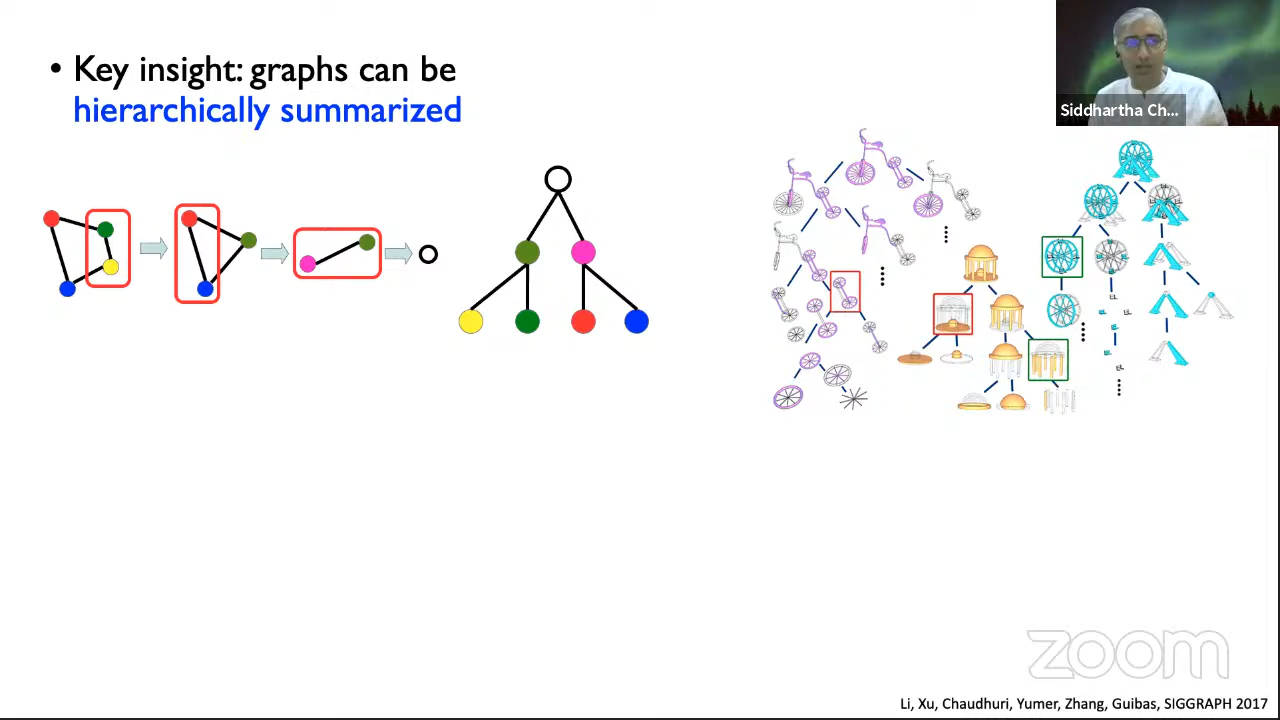 • Key insight: graphs can be
hierarchically summarized
Siddhartha Ch...
zoom
Li, Xu, Chaudhuri, Yumer, Zhang, Guibas, SIGGRAPH 2017